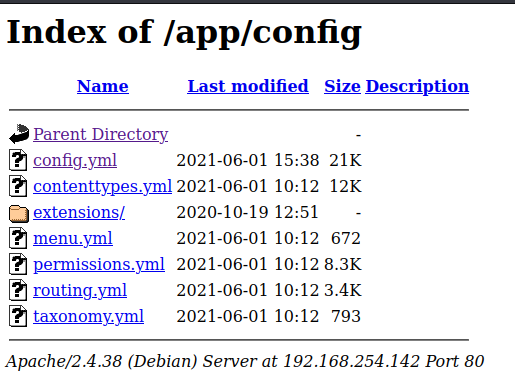 Index of /app/config
Name Last modified Size Description
Parent Directory -
config.yml 2021-06-01 15:38 21K
contenttypes.yml 2021-06-01 10:12 12K
extensions/ 2020-10-19 12:51 -
menu.yml 2021-06-01 10:12 672
permissions.yml 2021-06-01 10:12 8.3K
routing.yml 2021-06-01 10:12 3.4K
taxonomy.yml 2021-06-01 10:12 793
Apache/2.4.38 (Debian) Server at 192.168.254.142 Port 80